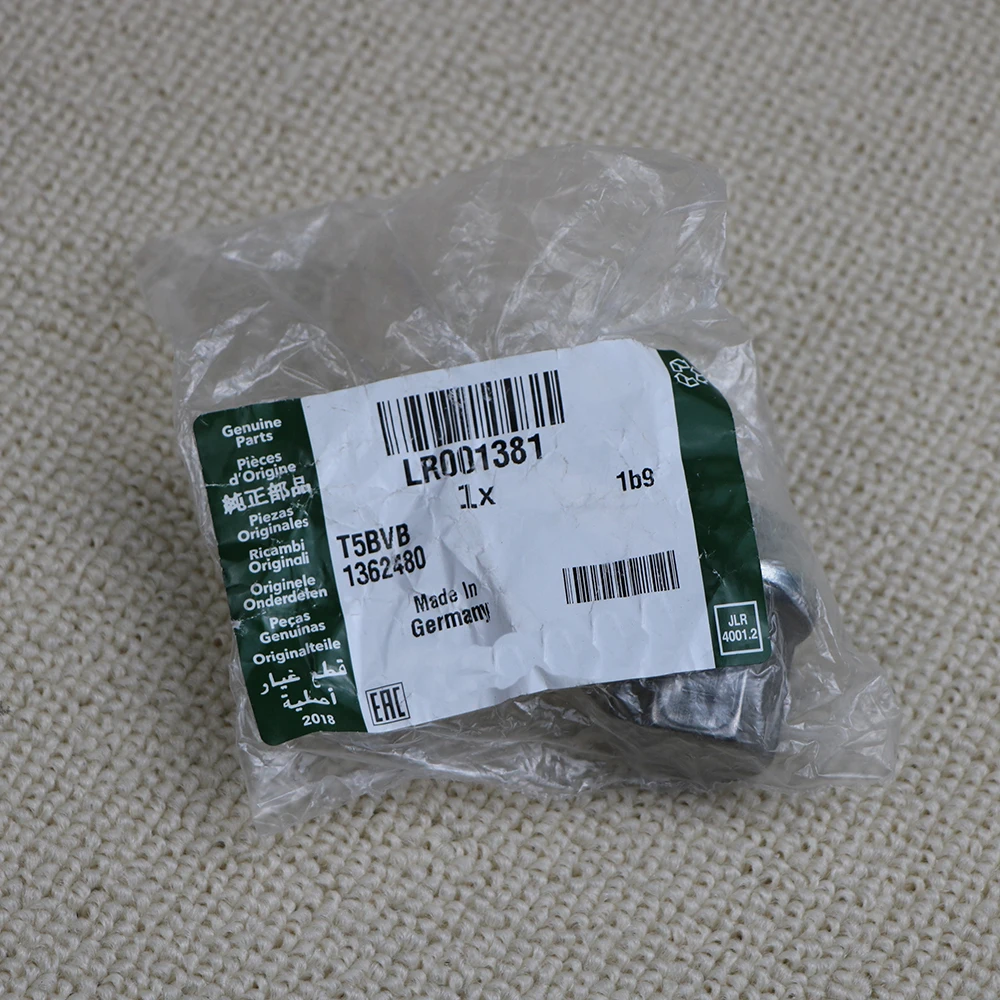 Genuine
Parts
Pièces
d'Origine
純正部品
Piezas
Originales
Ricambi
Originali
Originele
Onderdelen
Peças
Genuinas
Originalteile
قطع غيار
أصلية
2018
LR001381
1x
1b9
T5BVB
1362480
Made In
Germany
EAC
JLR
4001.2